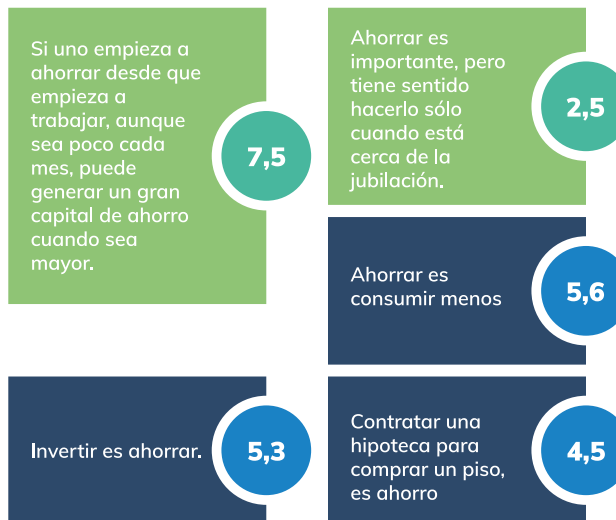 Si uno empieza a
ahorrar desde que
empieza a
trabajar, aunque
sea poco cada
mes, puede
generar un gran
capital de ahorro
cuando sea
mayor.
7,5
Ahorrar es
importante, pero
tiene sentido
hacerlo sólo
cuando está
cerca de la
jubilación.
2,5
Ahorrar es
consumir menos
5,6
Invertir es ahorrar.
5,3
Contratar una
hipoteca para
comprar un piso,
es ahorro
4,5